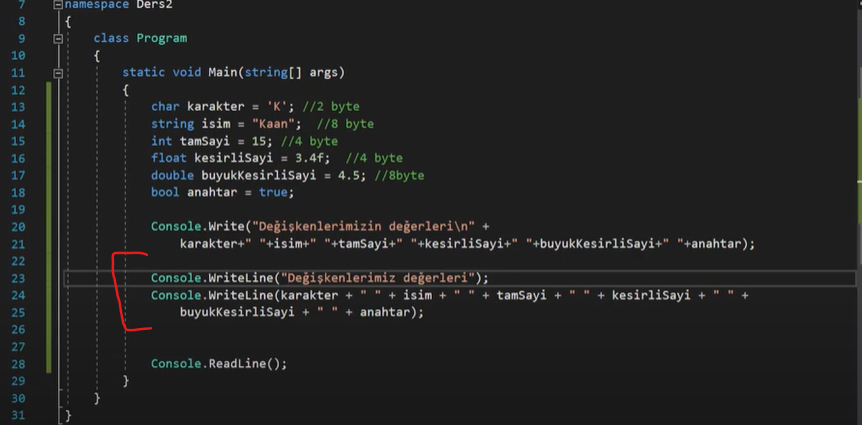 7 namespace Ders2
8 {
9 class Program
10 {
11 static void Main(string[] args)
12 {
13 char karakter = 'K'; //2 byte
14 string isim = "Kaan"; //8 byte
15 int tamSayi = 15; //4 byte
16 float kesirliSayi = 3.4f; //4 byte
17 double buyukKesirliSayi = 4.5; //8byte
18 bool anahtar = true;
19
20 Console.Write("Değişkenlerimizin değerleri\n" +
21 karakter+" "+isim+" "+tamSayi+" "+kesirliSayi+" "+buyukKesirliSayi+" "+anahtar);
22
23 Console.WriteLine("Değişkenlerimiz değerleri");
24 Console.WriteLine(karakter + " " + isim + " " + tamSayi + " " + kesirliSayi + " " +
25 buyukKesirliSayi + " " + anahtar);
26
27
28 Console.ReadLine();
29 }
30 }
31 }